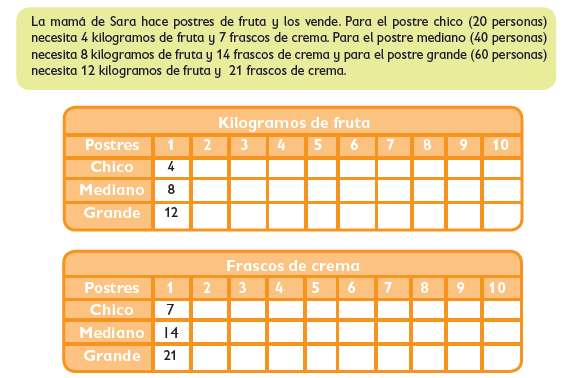 La mamá de Sara hace postres de fruta y los vende. Para el postre chico (20 personas)
necesita 4 kilogramos de fruta y 7 frascos de crema. Para el postre mediano (40 personas)
necesita 8 kilogramos de fruta y 14 frascos de crema y para el postre grande (60 personas)
necesita 12 kilogramos de fruta y 21 frascos de crema.
Kilogramos de fruta
Postres 1 2 3 4 5 6 7 8 9 10
Chico 4
Mediano 8
Grande 12
Frascos de crema
Postres 1 2 3 4 5 6 7 8 9 10
Chico 7
Mediano 14
Grande 21